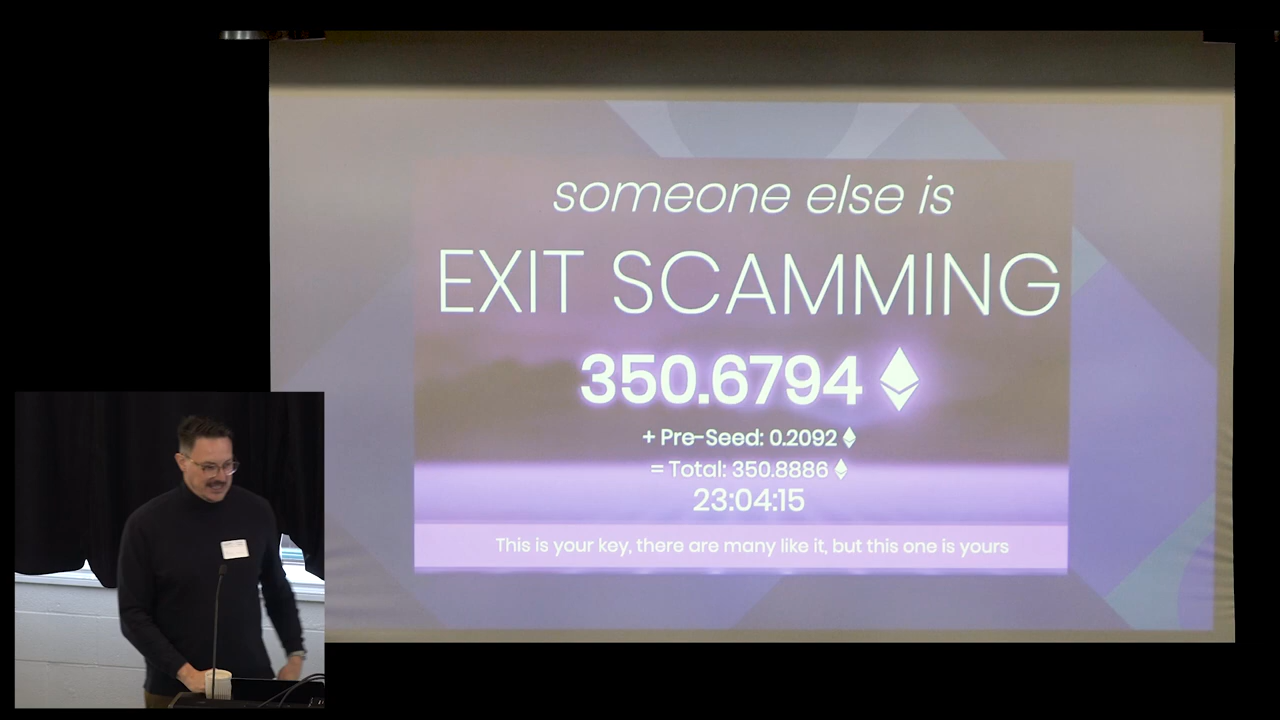 someone else is
EXIT SCAMMING
350.6794
+ Pre-Seed: 0.2092
= Total: 350.8886
23:04:15
This is your key, there are many like it, but this one is yours